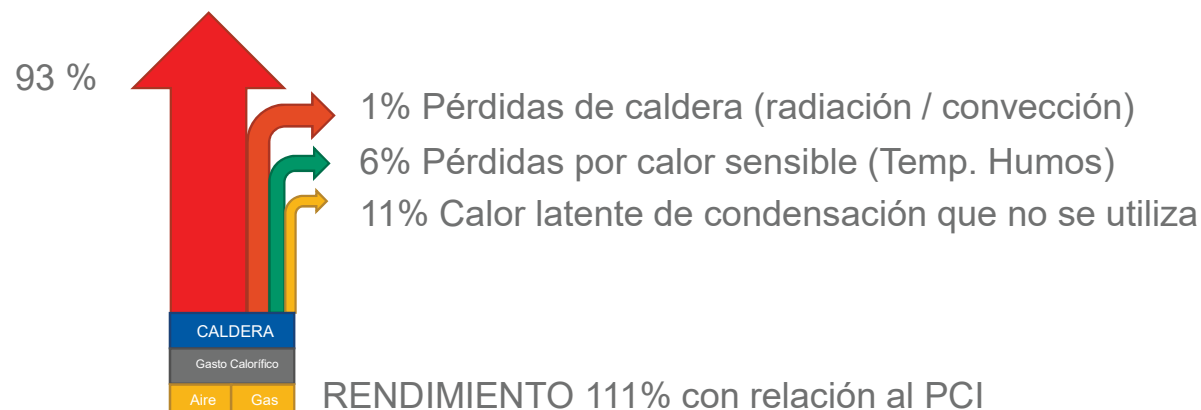 93 %
1% Pérdidas de caldera (radiación / convección)
6% Pérdidas por calor sensible (Temp. Humos)
11% Calor latente de condensación que no se utiliza
CALDERA
Gasto Calorífico
Aire Gas
RENDIMIENTO 111% con relación al PCI